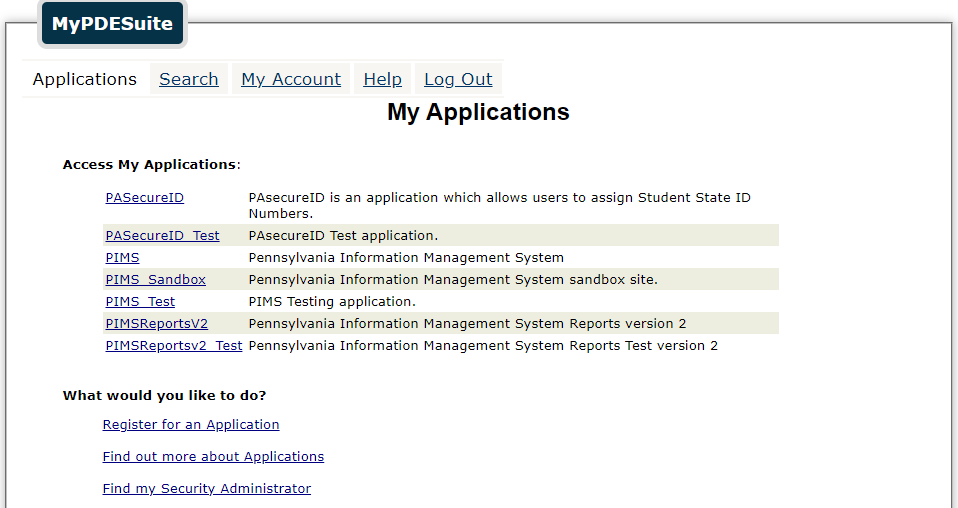 MyPDESuite
Applications Search My Account Help Log Out
My Applications
Access My Applications:
PASecureID PAsecureID is an application which allows users to assign Student State ID
Numbers.
PASecureID_Test PAsecureID Test application.
PIMS Pennsylvania Information Management System
PIMS_Sandbox Pennsylvania Information Management System sandbox site.
PIMS_Test PIMS Testing application.
PIMSReportsV2 Pennsylvania Information Management System Reports version 2
PIMSReportsv2_Test Pennsylvania Information Management System Reports Test version 2
What would you like to do?
Register for an Application
Find out more about Applications
Find my Security Administrator